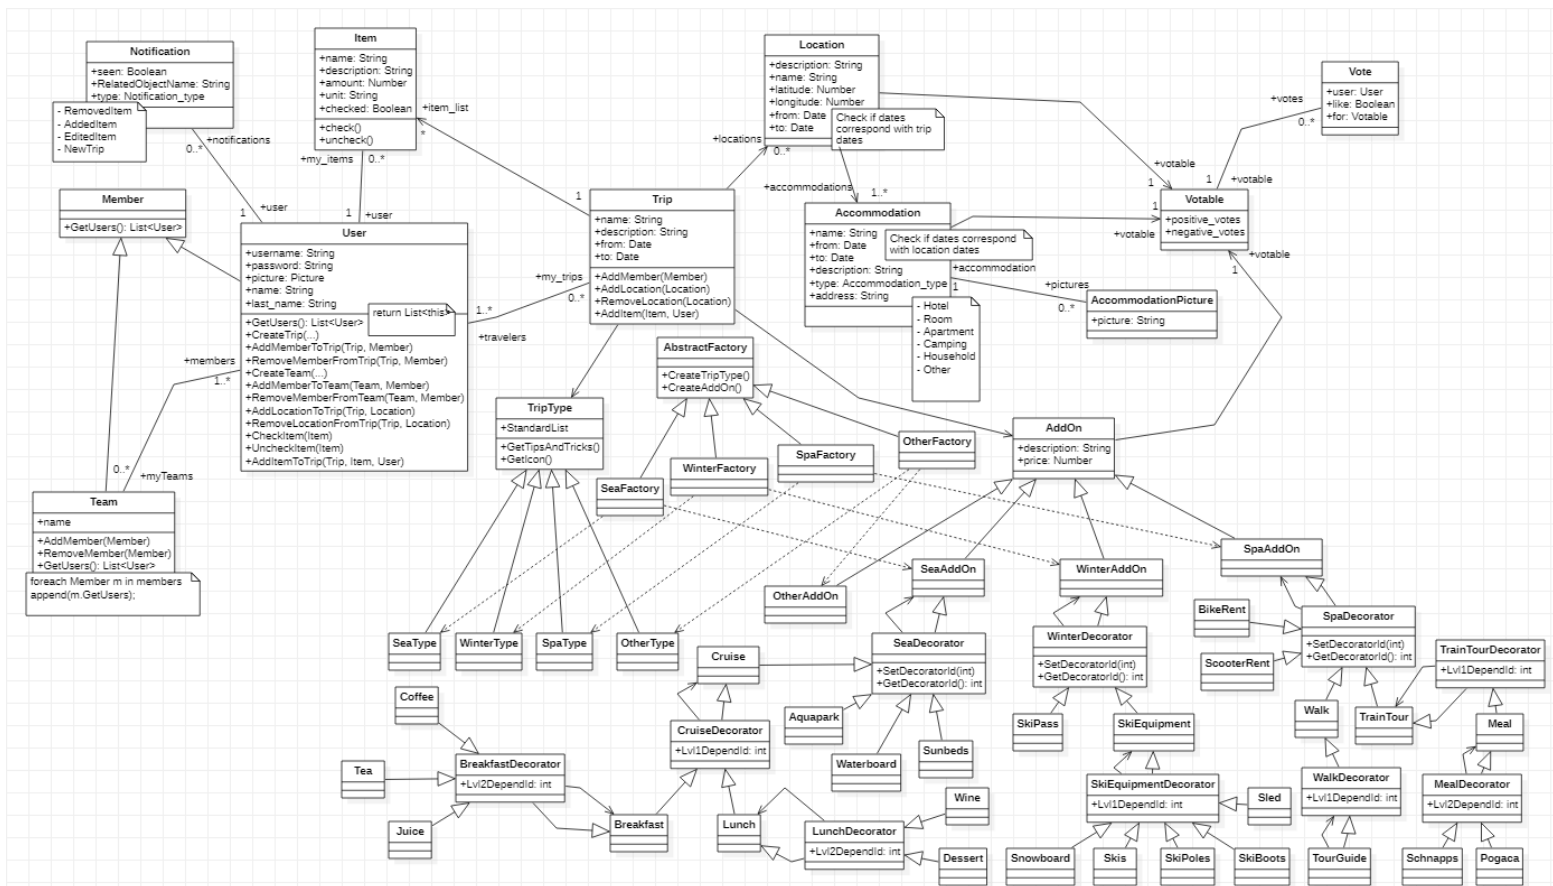 Notification
+seen: Boolean
+RelatedObjectName: String
+type: Notification_type
- RemovedItem
- AddedItem
- EditedItem
- NewTrip
+notifications
0..*
1
+user
Item
+name: String
+description: String
+amount: Number
+unit: String
+checked: Boolean
+check()
+uncheck()
+item_list
*
+my_items
0..*
1
+user
1
Location
+description: String
+name: String
+latitude: Number
+longitude: Number
+from: Date
+to: Date
Check if dates
correspond with trip
dates
+locations
0..*
+accommodations
1..*
Vote
+user: User
+like: Boolean
+for: Votable
+votes
0..*
1
+votable
+votable
1
Votable
+positive_votes
+negative_votes
1
+votable
+votable
1
Member
+GetUsers(): List<User>
User
+username: String
+password: String
+picture: Picture
+name: String
+last_name: String
return List<this>
+GetUsers(): List<User>
+CreateTrip(...)
+AddMemberToTrip(Trip, Member)
+RemoveMemberFromTrip(Trip, Member)
+CreateTeam(...)
+AddMemberToTeam(Team, Member)
+RemoveMemberFromTeam(Team, Member)
+AddLocationToTrip(Trip, Location)
+RemoveLocationFromTrip(Trip, Location)
+CheckItem(Item)
+UncheckItem(Item)
+AddItemToTrip(Trip, Item, User)
+my_trips
0..*
1..*
+travelers
Trip
+name: String
+description: String
+from: Date
+to: Date
+AddMember(Member)
+AddLocation(Location)
+RemoveLocation(Location)
+AddItem(Item, User)
Accommodation
+name: String
+from: Date
+to: Date
+description: String
+type: Accommodation_type
+address: String
Check if dates correspond
with location dates
- Hotel
- Room
- Apartment
- Camping
- Household
- Other
+accommodation
1
+pictures
0..*
AccommodationPicture
+picture: String
+members
1..*
0..*
+myTeams
Team
+name
+AddMember(Member)
+RemoveMember(Member)
+GetUsers(): List<User>
foreach Member m in members
append(m.GetUsers);
AbstractFactory
+CreateTripType()
+CreateAddOn()
TripType
+StandardList
+GetTipsAndTricks()
+GetIcon()
SeaFactory
WinterFactory
SpaFactory
OtherFactory
AddOn
+description: String
+price: Number
OtherAddOn
SeaAddOn
WinterAddOn
SpaAddOn
SeaType
WinterType
SpaType
OtherType
Cruise
SeaDecorator
+SetDecoratorId(int)
+GetDecoratorId(): int
WinterDecorator
+SetDecoratorId(int)
+GetDecoratorId(): int
BikeRent
SpaDecorator
+SetDecoratorId(int)
+GetDecoratorId(): int
ScooterRent
TrainTourDecorator
+Lvl1DependId: int
Coffee
Tea
Juice
BreakfastDecorator
+Lvl2DependId: int
Breakfast
CruiseDecorator
+Lvl1DependId: int
Aquapark
Waterboard
Sunbeds
SkiPass
SkiEquipment
Walk
TrainTour
Meal
Lunch
LunchDecorator
+Lvl2DependId: int
Wine
Dessert
SkiEquipmentDecorator
+Lvl1DependId: int
Sled
WalkDecorator
+Lvl1DependId: int
MealDecorator
+Lvl2DependId: int
Snowboard
Skis
SkiPoles
SkiBoots
TourGuide
Schnapps
Pogaca